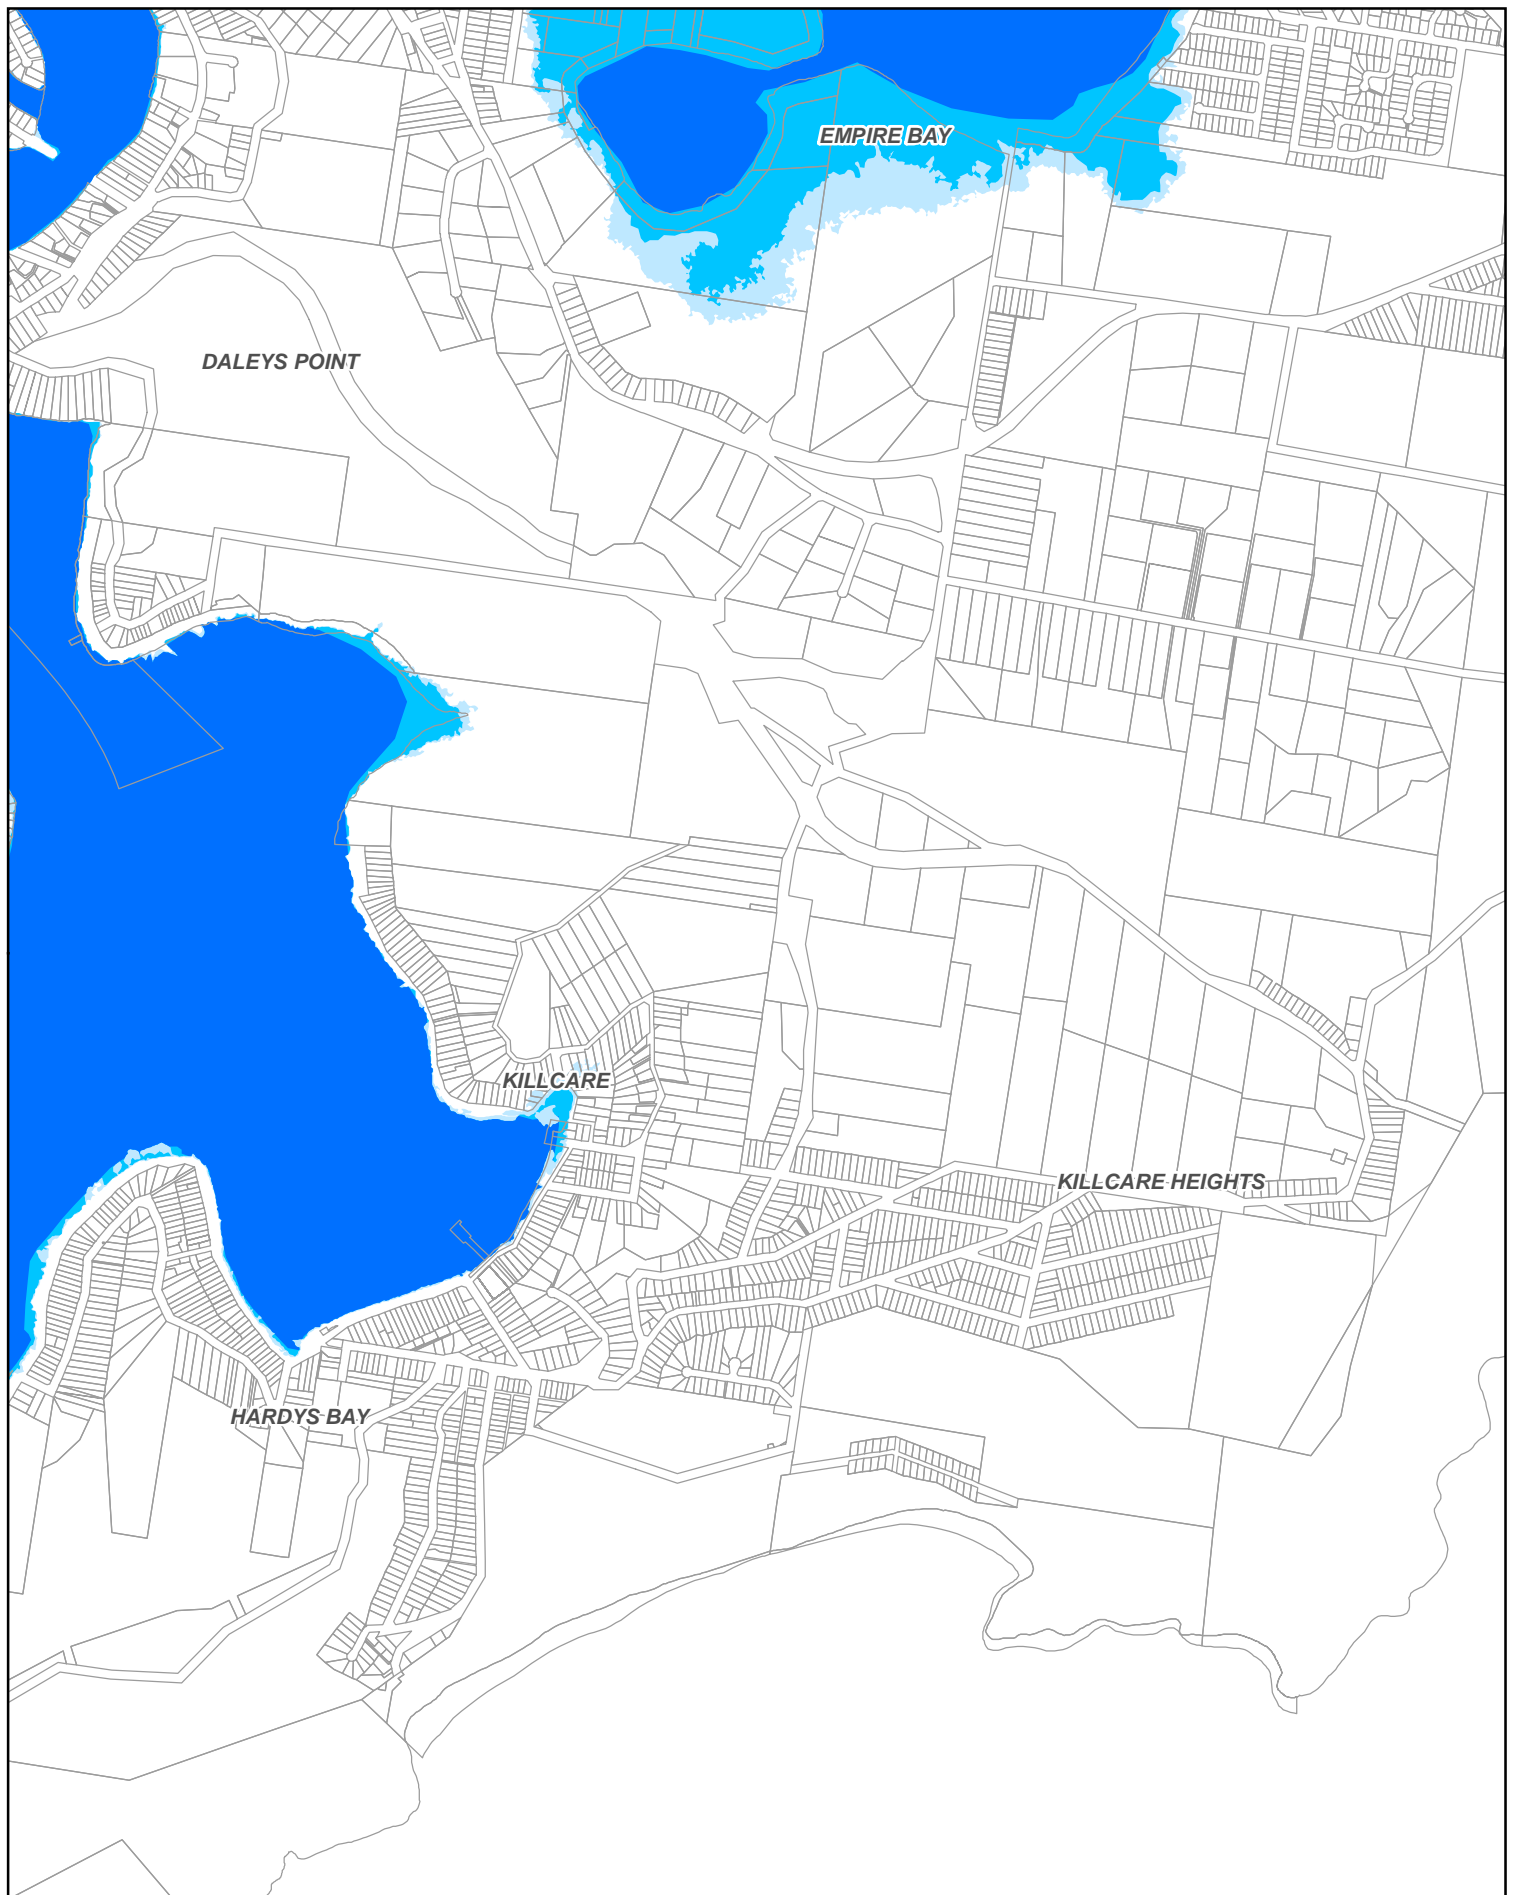 EMPIRE BAY
DALEYS POINT
KILLCARE
KILLCARE HEIGHTS
HARDYS BAY